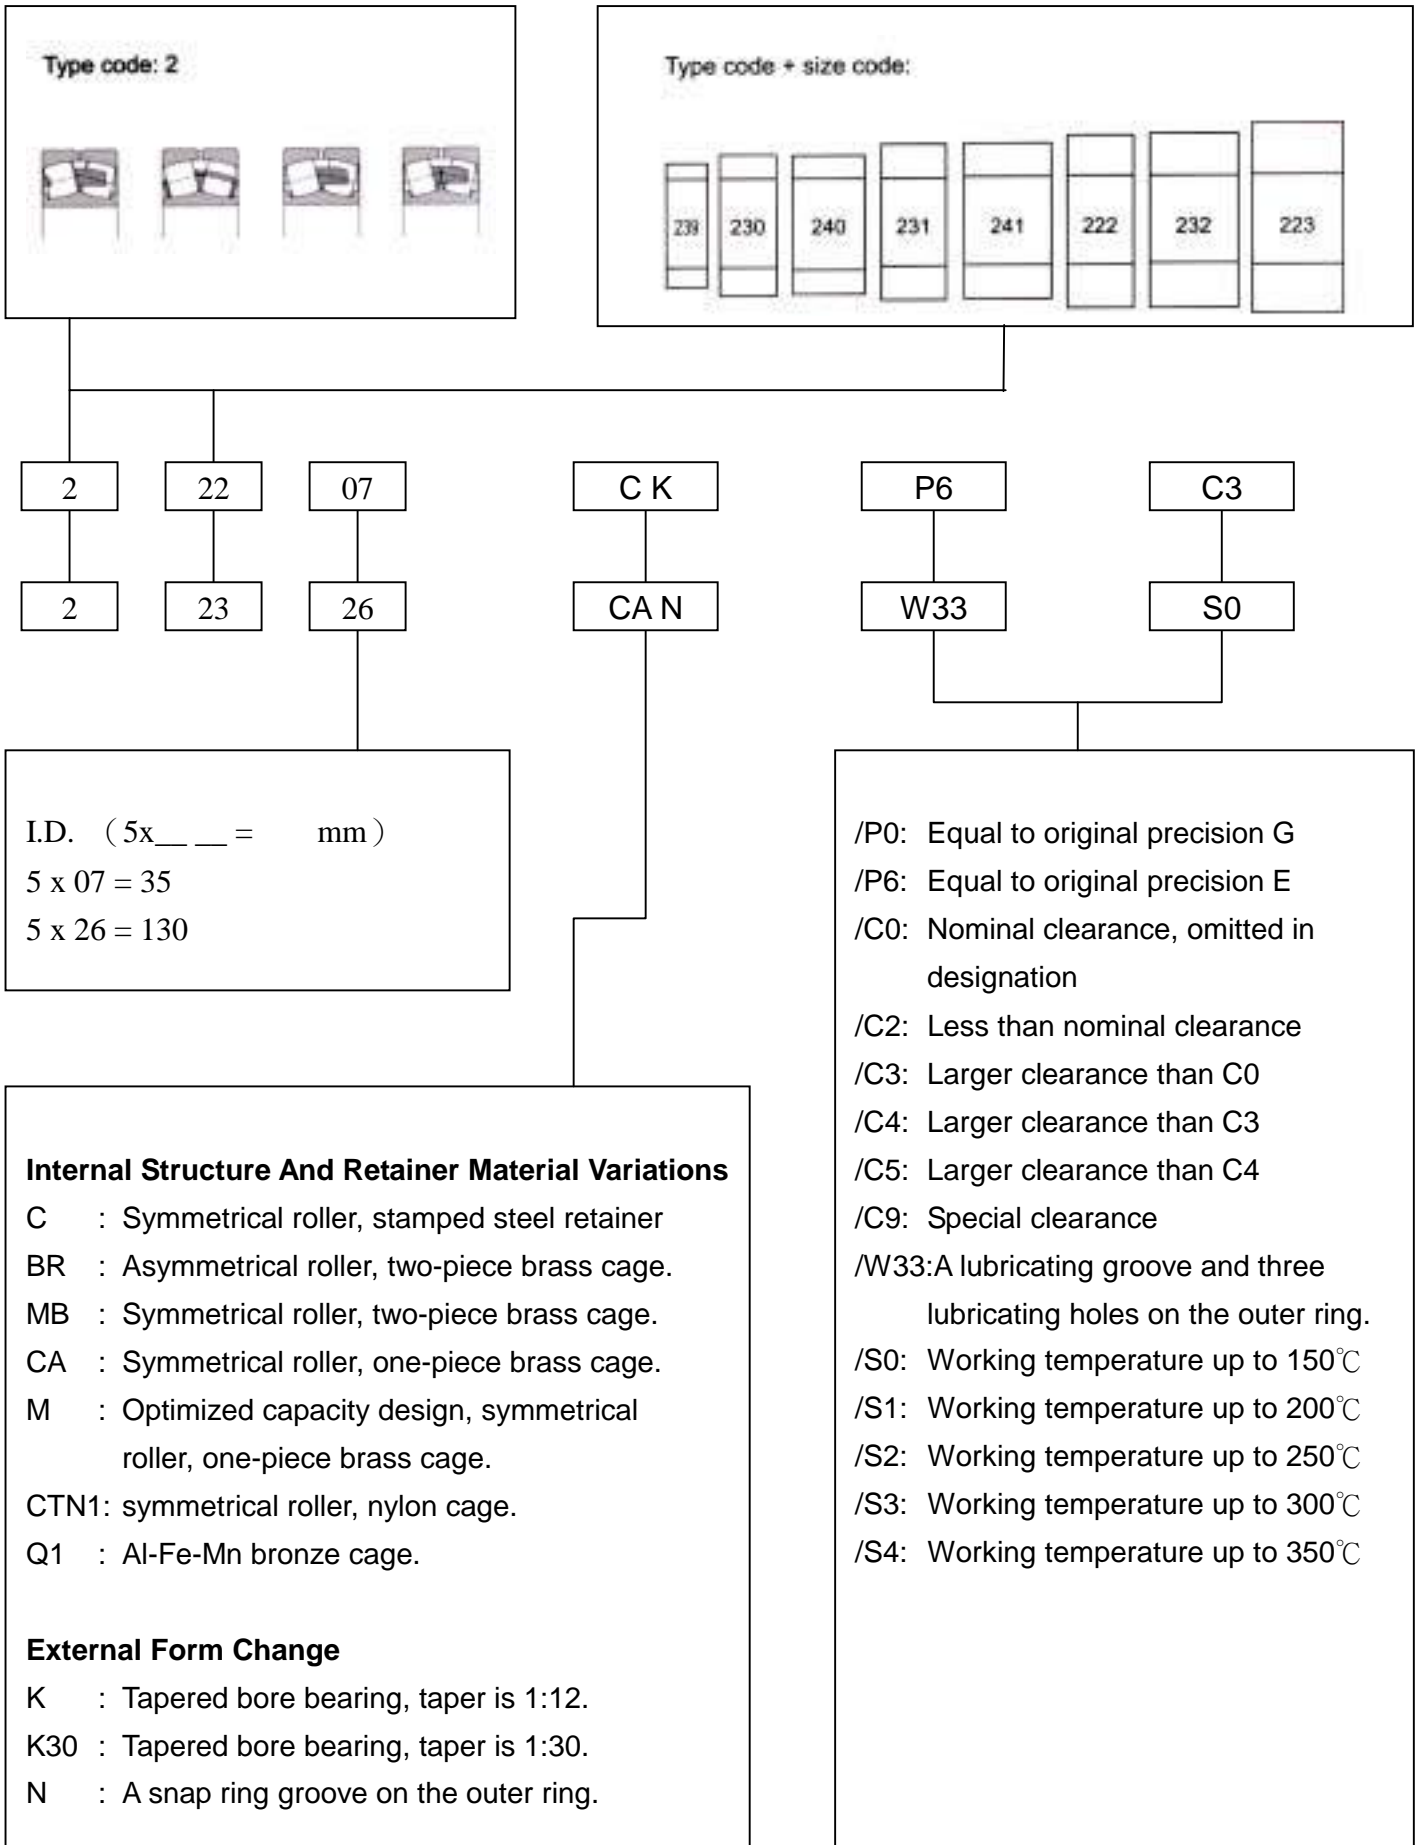 Type code: 2
Type code + size code:
239 230 240 231 241 222 232 223
2 22 07 C K P6 C3
2 23 26 CA N W33 S0
I.D. （5x__ __ = mm）
5 x 07 = 35
5 x 26 = 130
Internal Structure And Retainer Material Variations
C : Symmetrical roller, stamped steel retainer
BR : Asymmetrical roller, two-piece brass cage.
MB : Symmetrical roller, two-piece brass cage.
CA : Symmetrical roller, one-piece brass cage.
M : Optimized capacity design, symmetrical
roller, one-piece brass cage.
CTN1: symmetrical roller, nylon cage.
Q1 : Al-Fe-Mn bronze cage.
External Form Change
K : Tapered bore bearing, taper is 1:12.
K30 : Tapered bore bearing, taper is 1:30.
N : A snap ring groove on the outer ring.
/P0: Equal to original precision G
/P6: Equal to original precision E
/C0: Nominal clearance, omitted in
designation
/C2: Less than nominal clearance
/C3: Larger clearance than C0
/C4: Larger clearance than C3
/C5: Larger clearance than C4
/C9: Special clearance
/W33:A lubricating groove and three
lubricating holes on the outer ring.
/S0: Working temperature up to 150℃
/S1: Working temperature up to 200℃
/S2: Working temperature up to 250℃
/S3: Working temperature up to 300℃
/S4: Working temperature up to 350℃